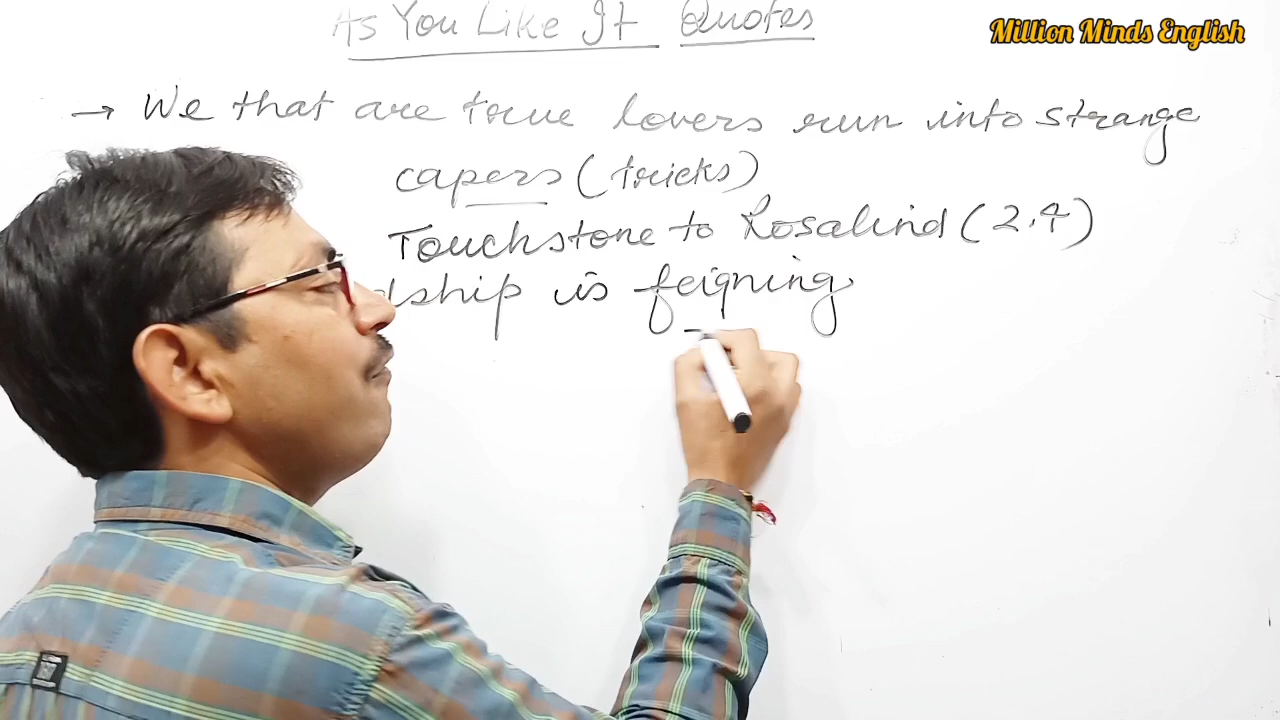 As You Like It Quotes
Million Minds English
→ We that are true lovers run into strange
capers (tricks)
Touchstone to Rosalind (2.4)
dship is feigning